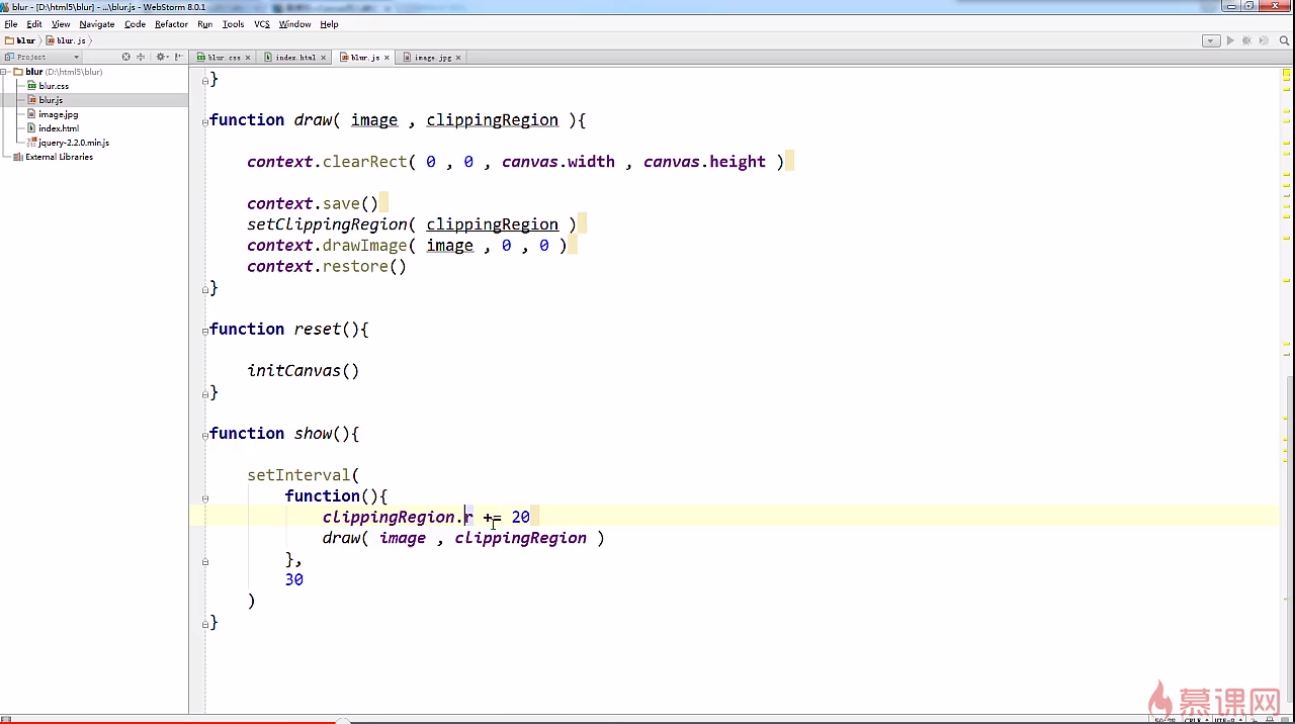 blur - [D:\html5\blur] - ...\blur.js - WebStorm 8.0.1
File Edit View Navigate Code Refactor Run Tools VCS Window Help
blur blur.js
Project blur.css index.html blur.js image.jpg
blur (D:\html5\blur)
blur.css
blur.js
image.jpg
index.html
jquery-2.2.0.min.js
External Libraries
}
function draw( image , clippingRegion ){
context.clearRect( 0 , 0 , canvas.width , canvas.height )
context.save()
setClippingRegion( clippingRegion )
context.drawImage( image , 0 , 0 )
context.restore()
}
function reset(){
initCanvas()
}
function show(){
setInterval(
function(){
clippingRegion.r += 20
draw( image , clippingRegion )
},
30
)
}
慕课网